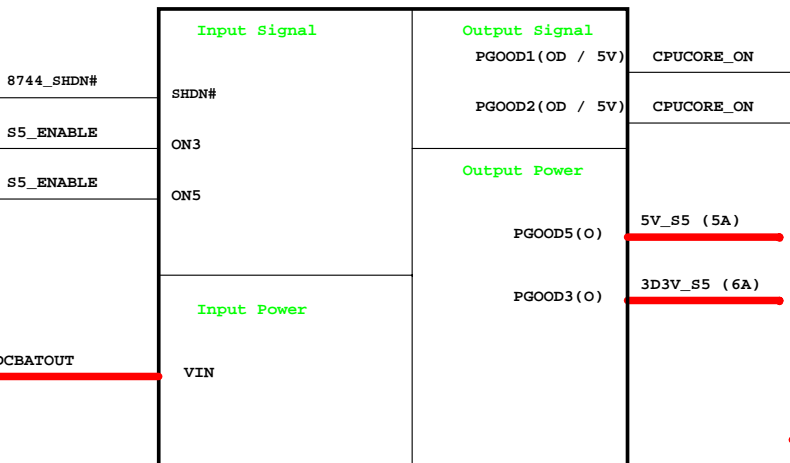 Input Signal
Output Signal
PGOOD1(OD / 5V)
CPUCORE_ON
8744_SHDN#
SHDN#
PGOOD2(OD / 5V)
CPUCORE_ON
S5_ENABLE
ON3
Output Power
S5_ENABLE
ON5
5V_S5 (5A)
PGOOD5(O)
3D3V_S5 (6A)
PGOOD3(O)
Input Power
DCBATOUT
VIN